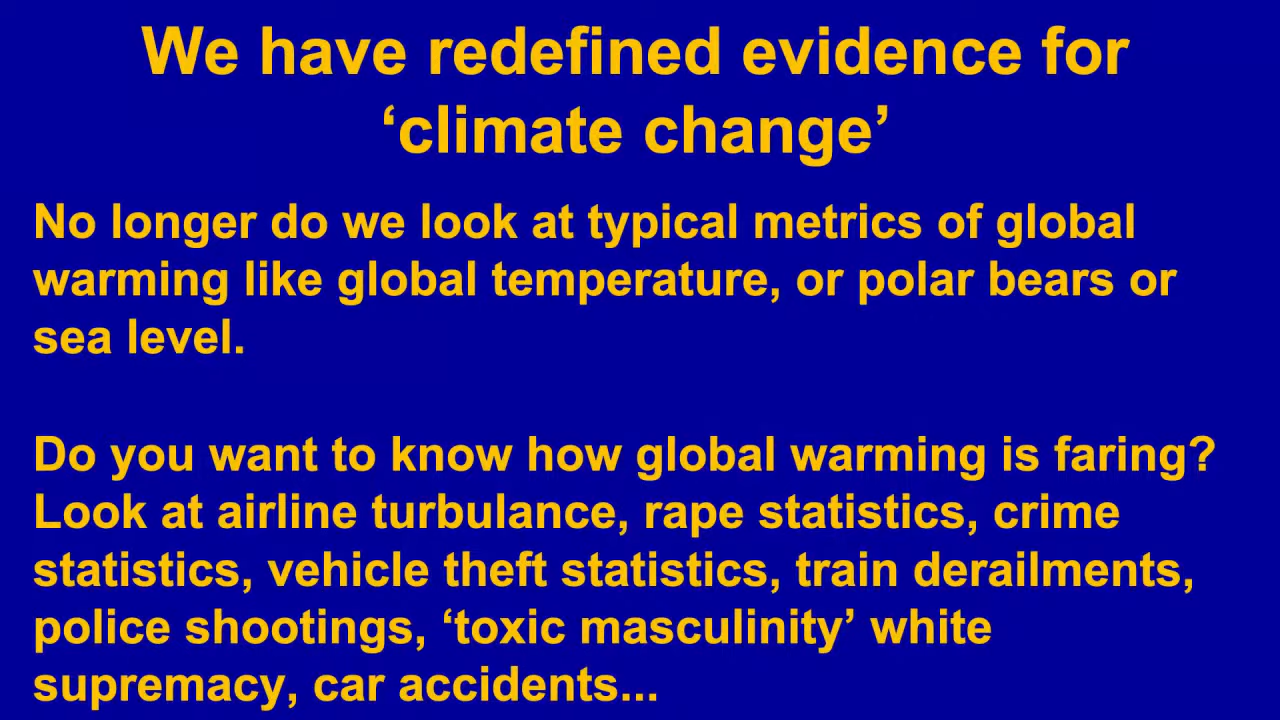 We have redefined evidence for
‘climate change’
No longer do we look at typical metrics of global
warming like global temperature, or polar bears or
sea level.
Do you want to know how global warming is faring?
Look at airline turbulance, rape statistics, crime
statistics, vehicle theft statistics, train derailments,
police shootings, ‘toxic masculinity’ white
supremacy, car accidents...